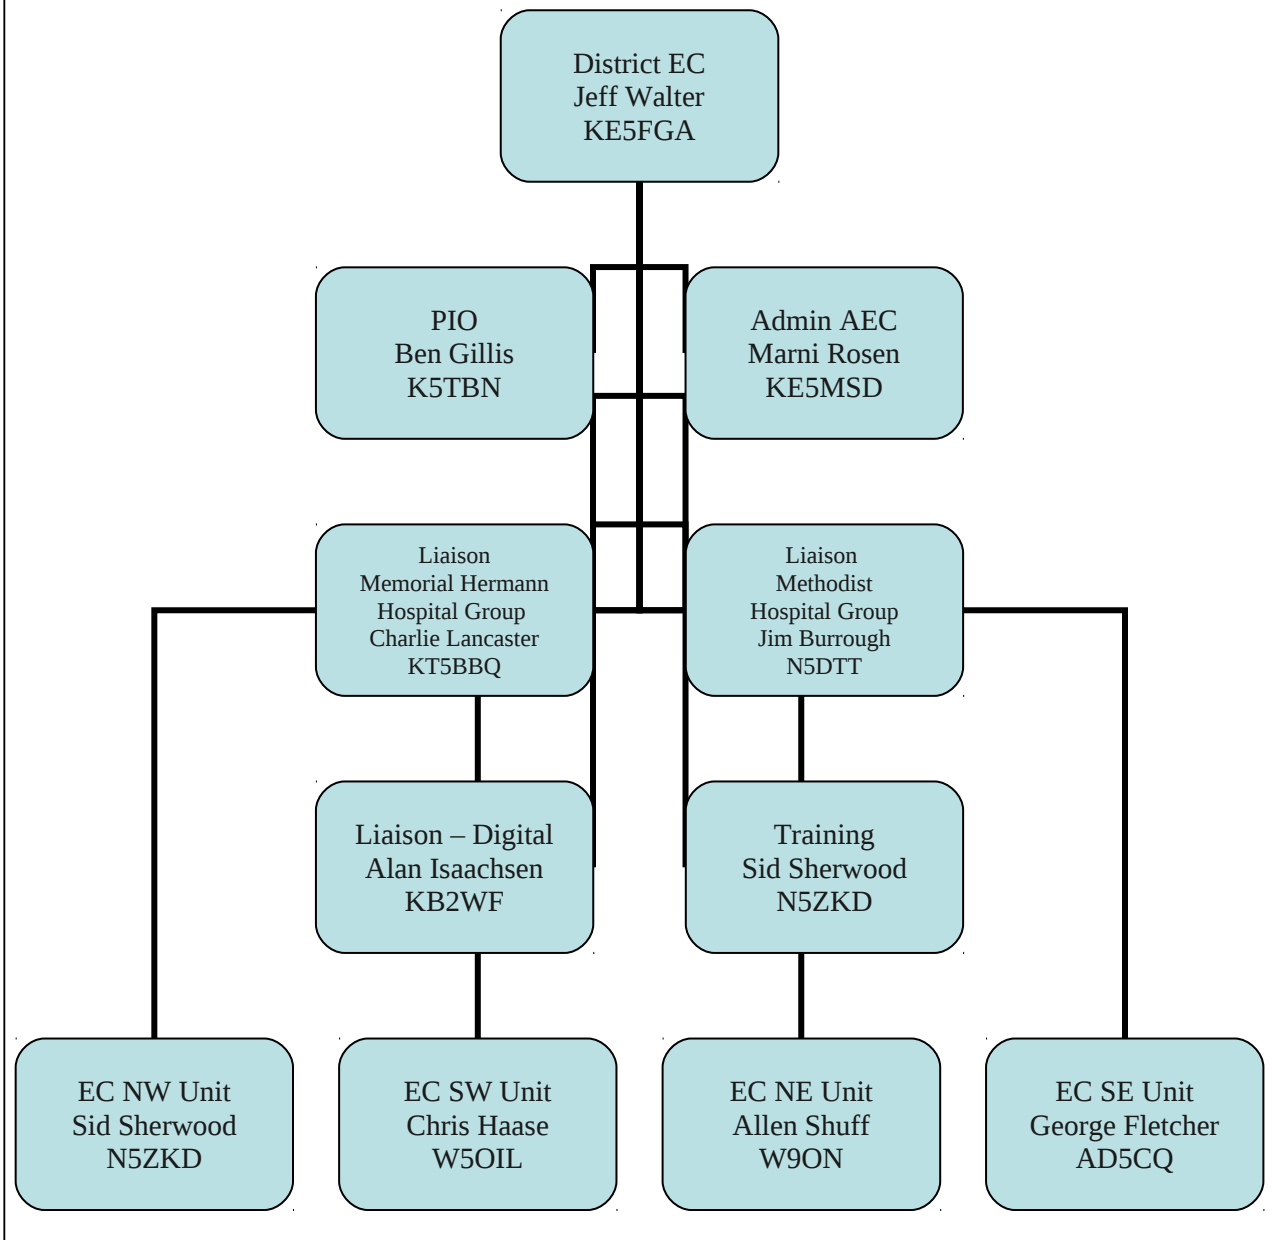 District EC
Jeff Walter
KE5FGA
PIO
Ben Gillis
K5TBN
Admin AEC
Marni Rosen
KE5MSD
Liaison
Memorial Hermann
Hospital Group
Charlie Lancaster
KT5BBQ
Liaison
Methodist
Hospital Group
Jim Burrough
N5DTT
Liaison – Digital
Alan Isaachsen
KB2WF
Training
Sid Sherwood
N5ZKD
EC NW Unit
Sid Sherwood
N5ZKD
EC SW Unit
Chris Haase
W5OIL
EC NE Unit
Allen Shuff
W9ON
EC SE Unit
George Fletcher
AD5CQ